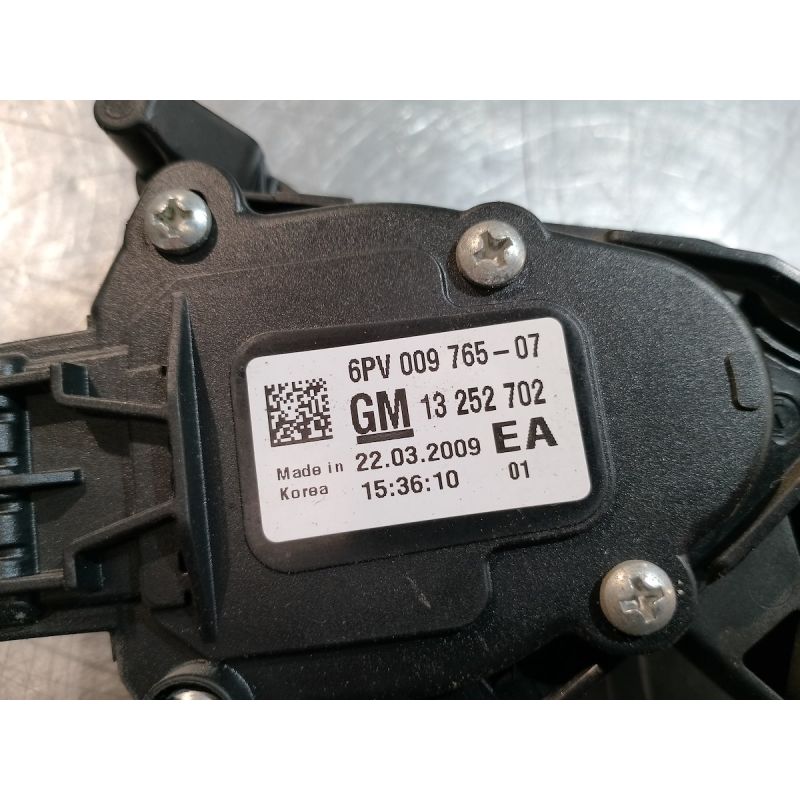 6PV 009 765-07
GM 13 252 702
Made in 22.03.2009 EA
Korea 15:36:10 01